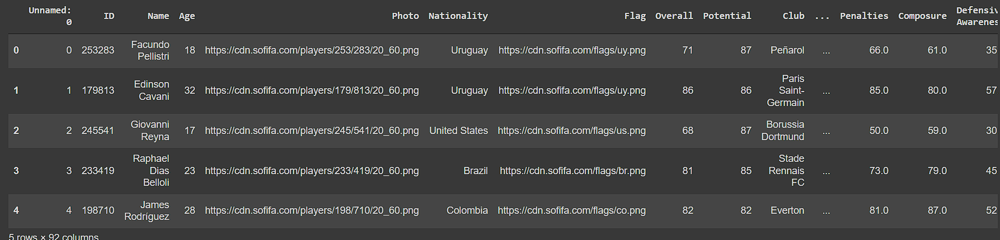 Unnamed: 0 ID Name Age Photo Nationality Flag Overall Potential Club ... Penalties Composure
0 0 253283 Facundo Pellistri 18 https://cdn.sofifa.com/players/253/283/20_60.png Uruguay https://cdn.sofifa.com/flags/uy.png 71 87 Peñarol ... 66.0 61.0 35
1 1 179813 Edinson Cavani 32 https://cdn.sofifa.com/players/179/813/20_60.png Uruguay https://cdn.sofifa.com/flags/uy.png 86 86 Paris Saint-Germain ... 85.0 80.0 57
2 2 245541 Giovanni Reyna 17 https://cdn.sofifa.com/players/245/541/20_60.png United States https://cdn.sofifa.com/flags/us.png 68 87 Borussia Dortmund ... 50.0 59.0 30
3 3 233419 Raphael Dias Belloli 23 https://cdn.sofifa.com/players/233/419/20_60.png Brazil https://cdn.sofifa.com/flags/br.png 81 85 Stade Rennais FC ... 73.0 79.0 45
4 4 198710 James Rodríguez 28 https://cdn.sofifa.com/players/198/710/20_60.png Colombia https://cdn.sofifa.com/flags/co.png 82 82 Everton ... 81.0 87.0 52
5 rows × 92 columns